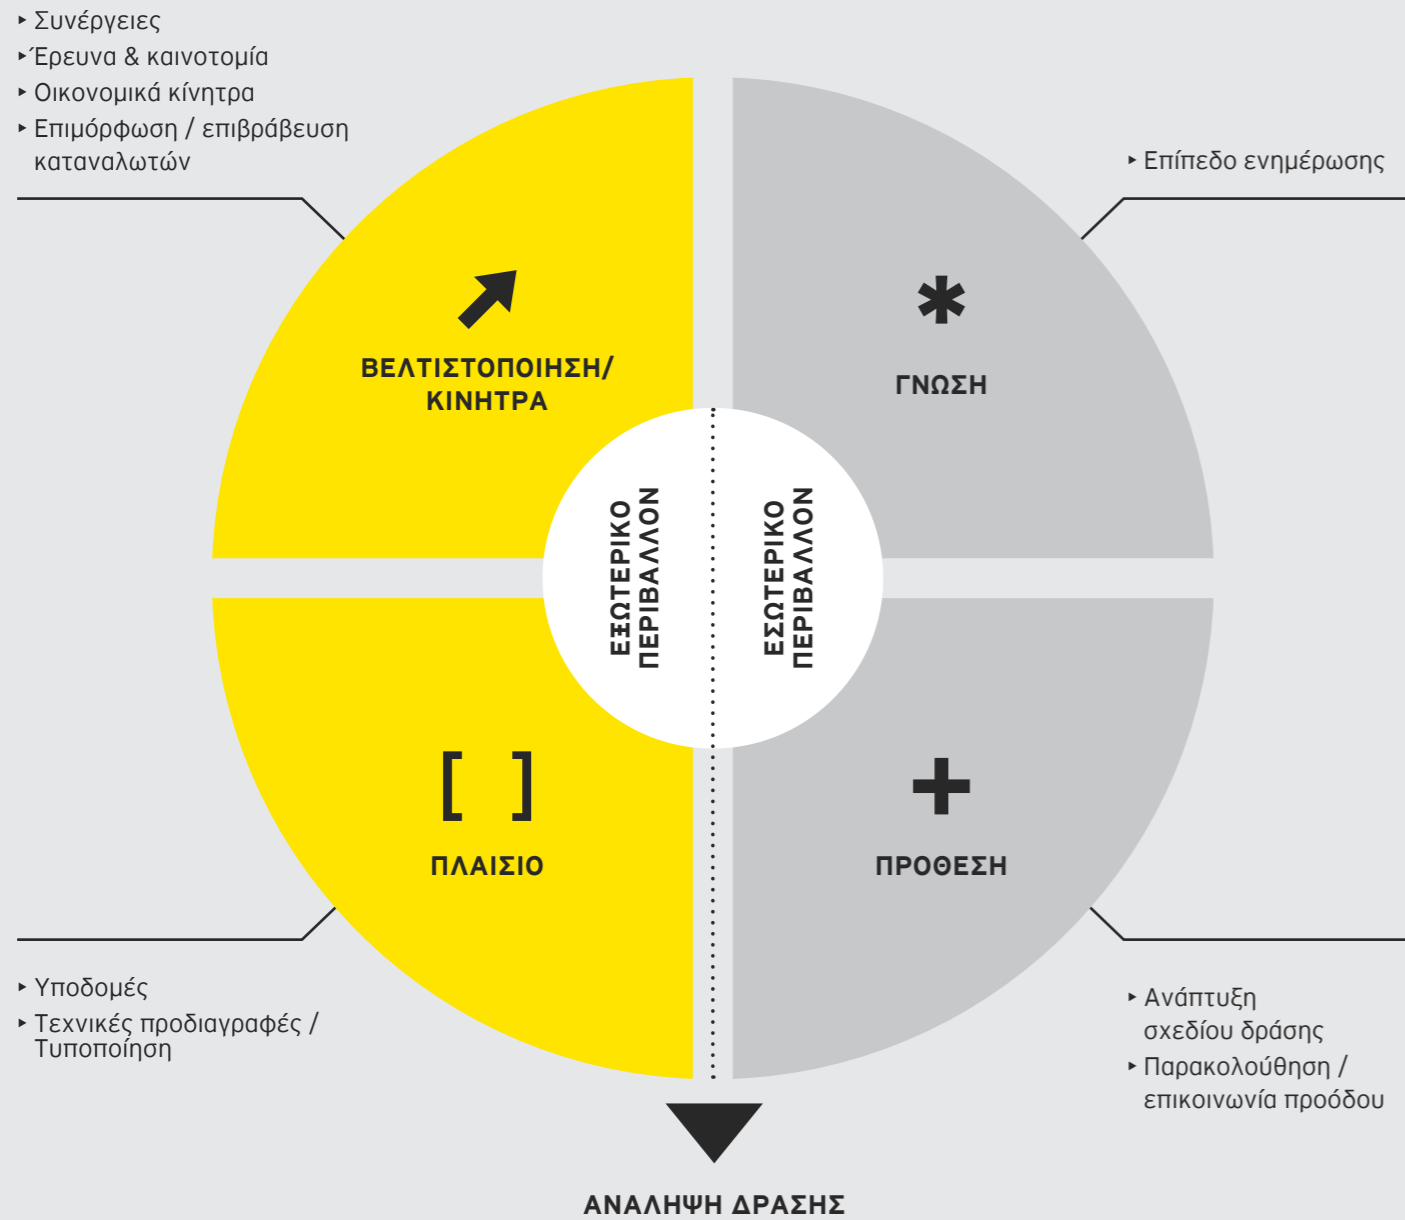 ▸ Συνέργειες
▸ Έρευνα & καινοτομία
▸ Οικονομικά κίνητρα
▸ Επιμόρφωση / επιβράβευση
καταναλωτών
▸ Επίπεδο ενημέρωσης
ΒΕΛΤΙΣΤΟΠΟΙΗΣΗ/
ΚΙΝΗΤΡΑ
*
ΓΝΩΣΗ
ΕΞΩΤΕΡΙΚΟ
ΠΕΡΙΒΑΛΛΟΝ
ΕΣΩΤΕΡΙΚΟ
ΠΕΡΙΒΑΛΛΟΝ
[ ]
ΠΛΑΙΣΙΟ
+
ΠΡΟΘΕΣΗ
▸ Υποδομές
▸ Τεχνικές προδιαγραφές /
Τυποποίηση
▸ Ανάπτυξη
σχεδίου δράσης
▸ Παρακολούθηση /
επικοινωνία προόδου
ΑΝΑΛΗΨΗ ΔΡΑΣΗΣ